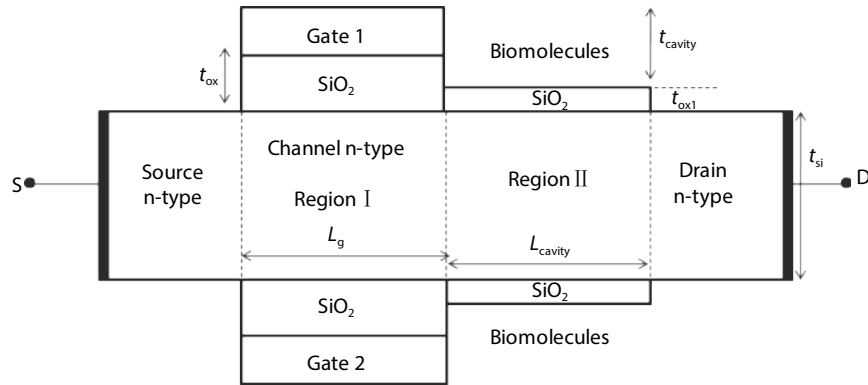 Gate 1
Biomolecules
t_cavity
t_ox
SiO₂
SiO₂
t_ox1
Channel n-type
t_si
Source
n-type
Region Ⅰ
Region Ⅱ
Drain
n-type
S
D
L_g
L_cavity
SiO₂
SiO₂
Biomolecules
Gate 2